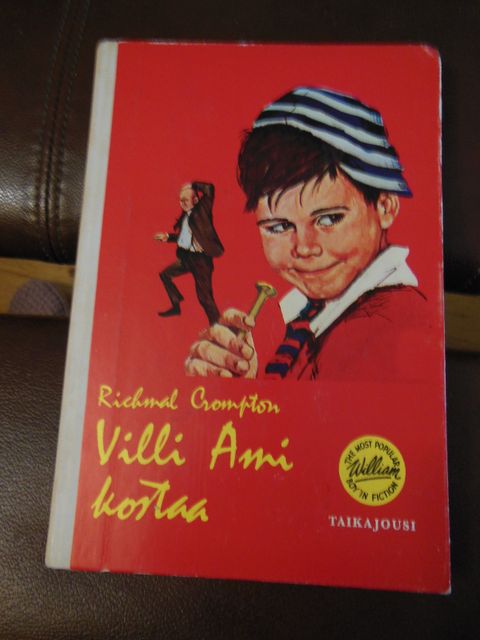 Richmal Crompton
Villi Ami
kostaa
THE MOST POPULAR
William
BOY IN FICTION
TAIKAJOUSI